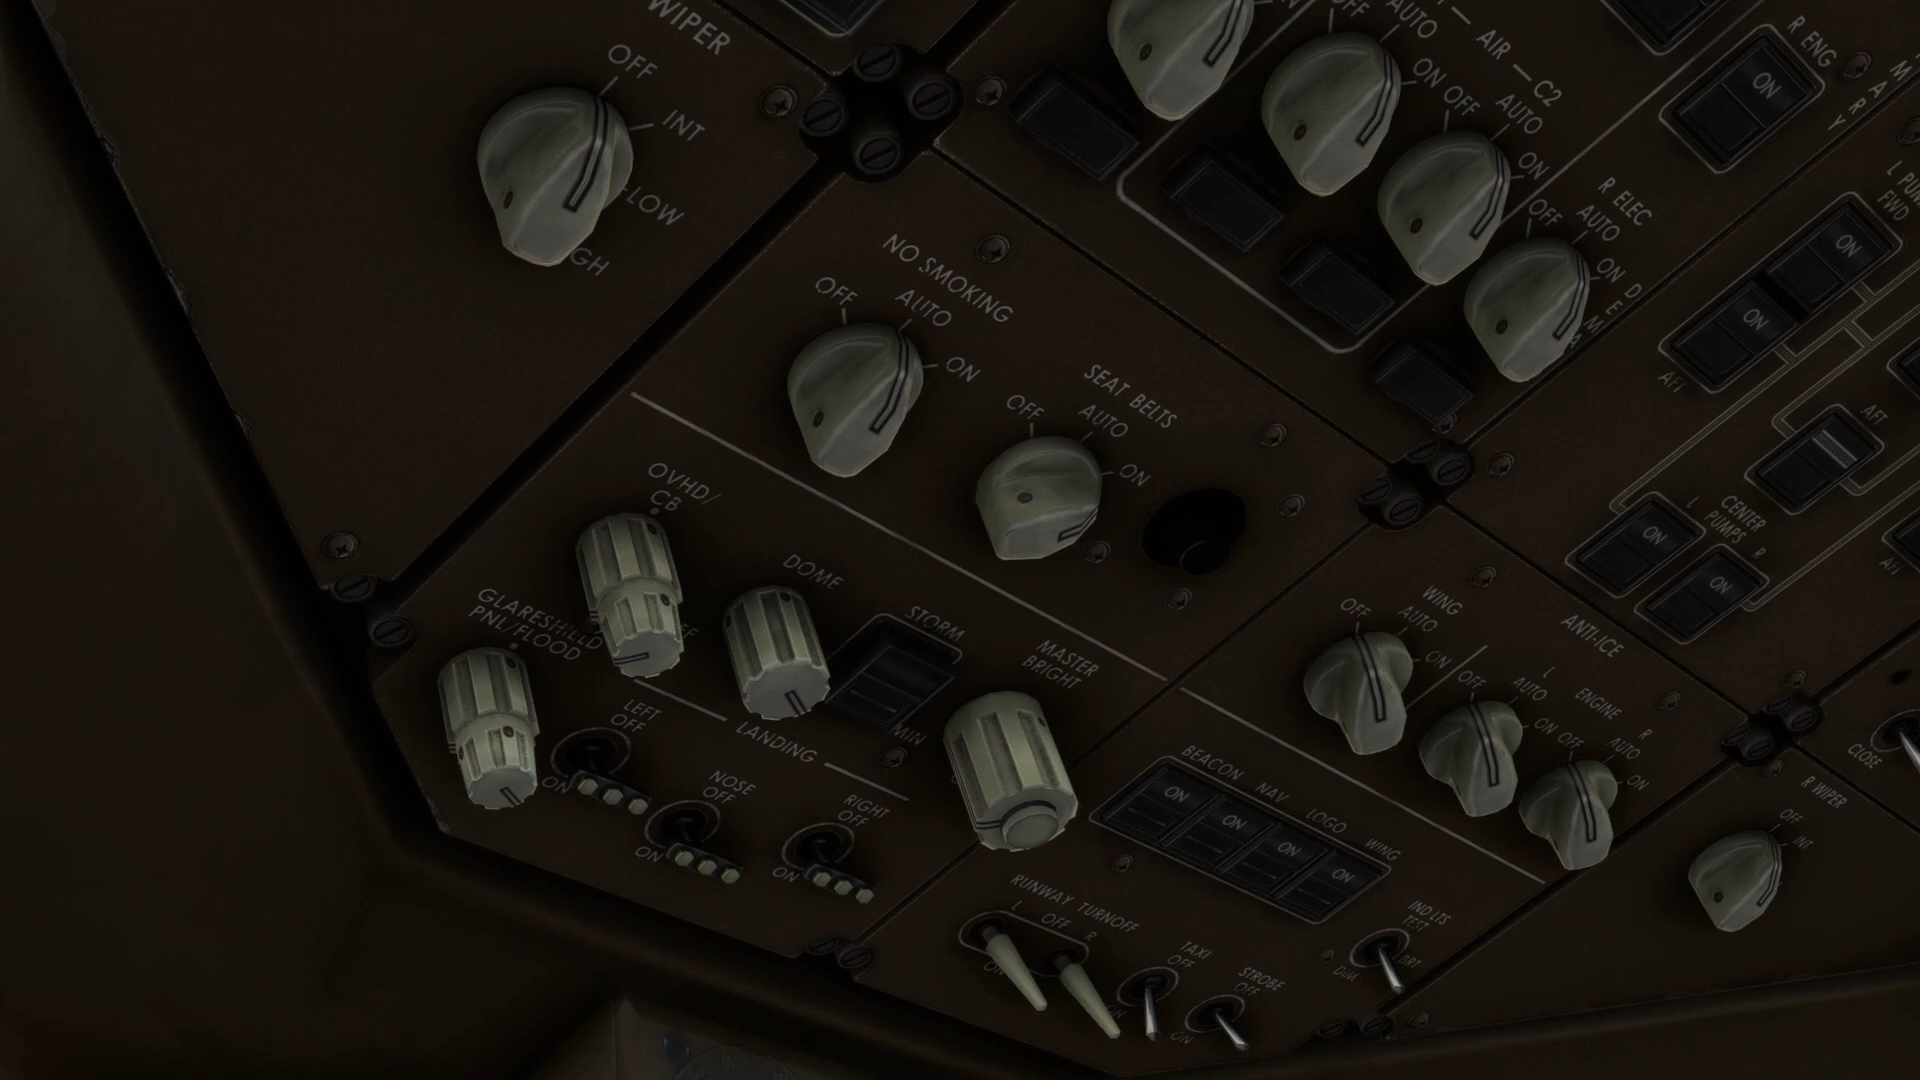 WIPER
OFF
INT
LOW
GH
OFF
AUTO
ON
AIR
C2
OFF
AUTO
ON
R ELEC
OFF
AUTO
ON
DEMA
R ENG
ON
MARY
L PUM
FWD
ON
ON
AFT
AFT
L CENTER R
PUMPS
ON
ON
NO SMOKING
OFF
AUTO
ON
SEAT BELTS
OFF
AUTO
ON
OVHD/
CB
DOME
GLARESHIELD
PNL FLOOD
STORM
MASTER
BRIGHT
MIN
LANDING
LEFT
OFF
ON
NOSE
OFF
ON
RIGHT
OFF
ON
WING
OFF
AUTO
ON
ANTI-ICE
L ENGINE R
OFF
AUTO
ON
OFF
AUTO
ON
BEACON
NAV
LOGO
WING
ON
ON
ON
ON
RUNWAY TURNOFF
L
OFF
R
ON
TAXI
OFF
ON
STROBE
OFF
ON
IND LTS
TEST
DIM
BRT
R WIPER
OFF
INT
CLOSE